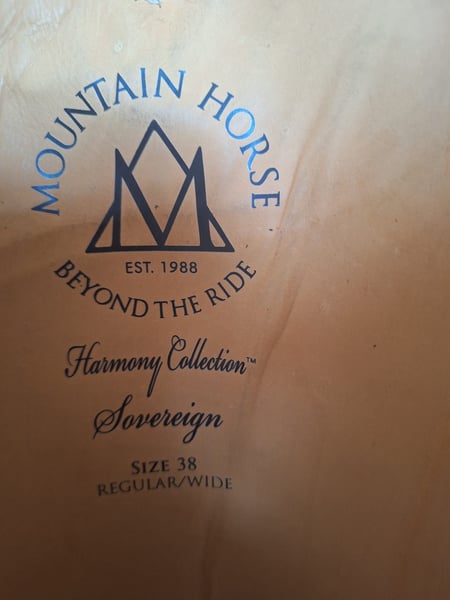 MOUNTAIN HORSE
EST. 1988
BEYOND THE RIDE
Harmony Collection™
Sovereign
SIZE 38
REGULAR/WIDE